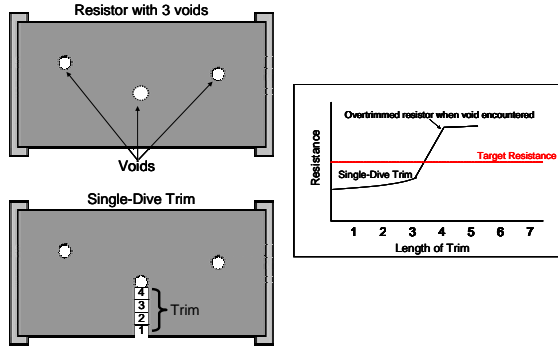 Resistor with 3 voids
Voids
Single-Dive Trim
4
3
2
1
Trim
Overtrimmed resistor when void encountered
Target Resistance
Single-Dive Trim
Resistance
1 2 3 4 5 6 7
Length of Trim